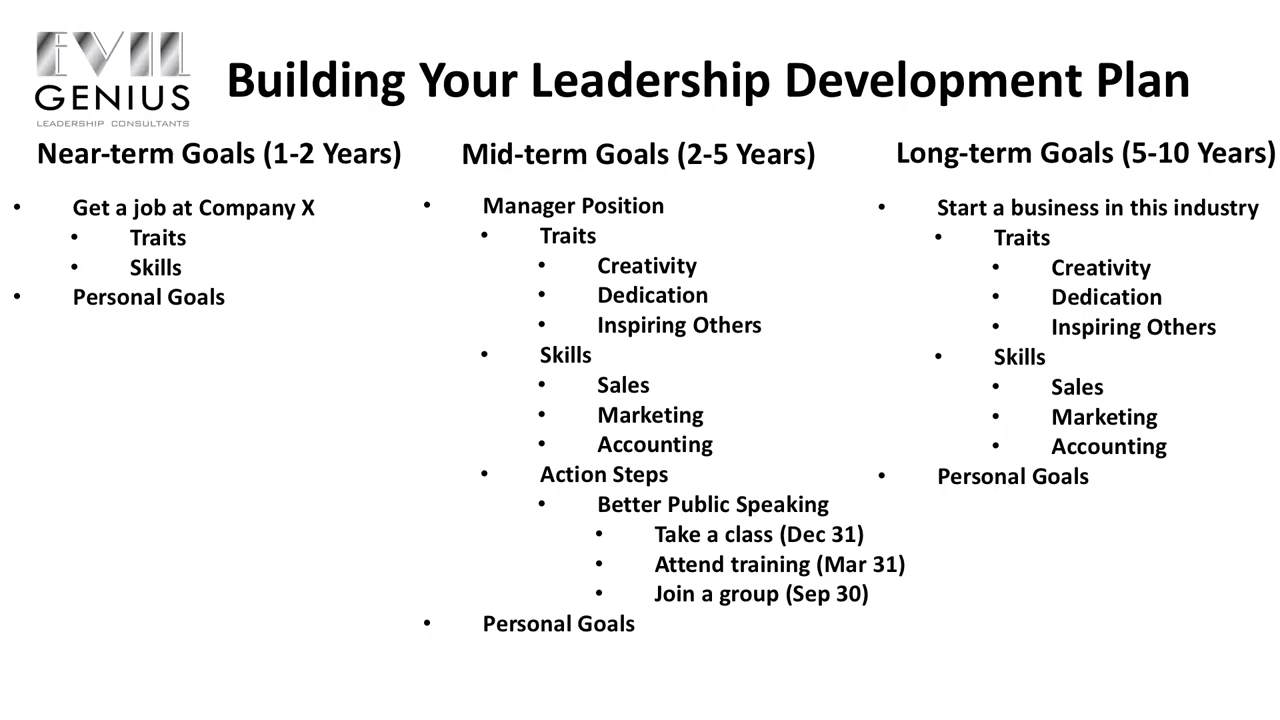 EVIL
GENIUS
LEADERSHIP CONSULTANTS
Building Your Leadership Development Plan
Near-term Goals (1-2 Years)
• Get a job at Company X
• Traits
• Skills
• Personal Goals
Mid-term Goals (2-5 Years)
• Manager Position
• Traits
• Creativity
• Dedication
• Inspiring Others
• Skills
• Sales
• Marketing
• Accounting
• Action Steps
• Better Public Speaking
• Take a class (Dec 31)
• Attend training (Mar 31)
• Join a group (Sep 30)
• Personal Goals
Long-term Goals (5-10 Years)
• Start a business in this industry
• Traits
• Creativity
• Dedication
• Inspiring Others
• Skills
• Sales
• Marketing
• Accounting
• Personal Goals